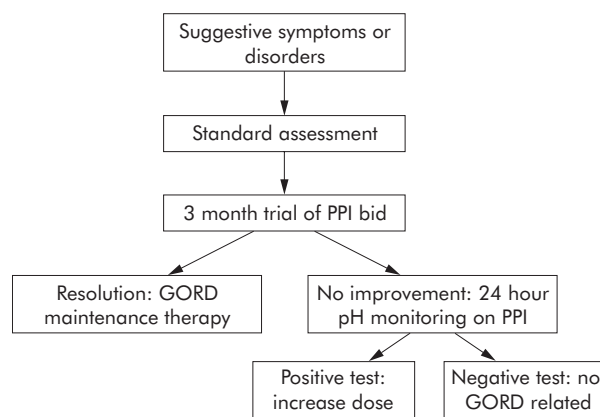 Suggestive symptoms or
disorders
Standard assessment
3 month trial of PPI bid
Resolution: GORD
maintenance therapy
No improvement: 24 hour
pH monitoring on PPI
Positive test:
increase dose
Negative test: no
GORD related